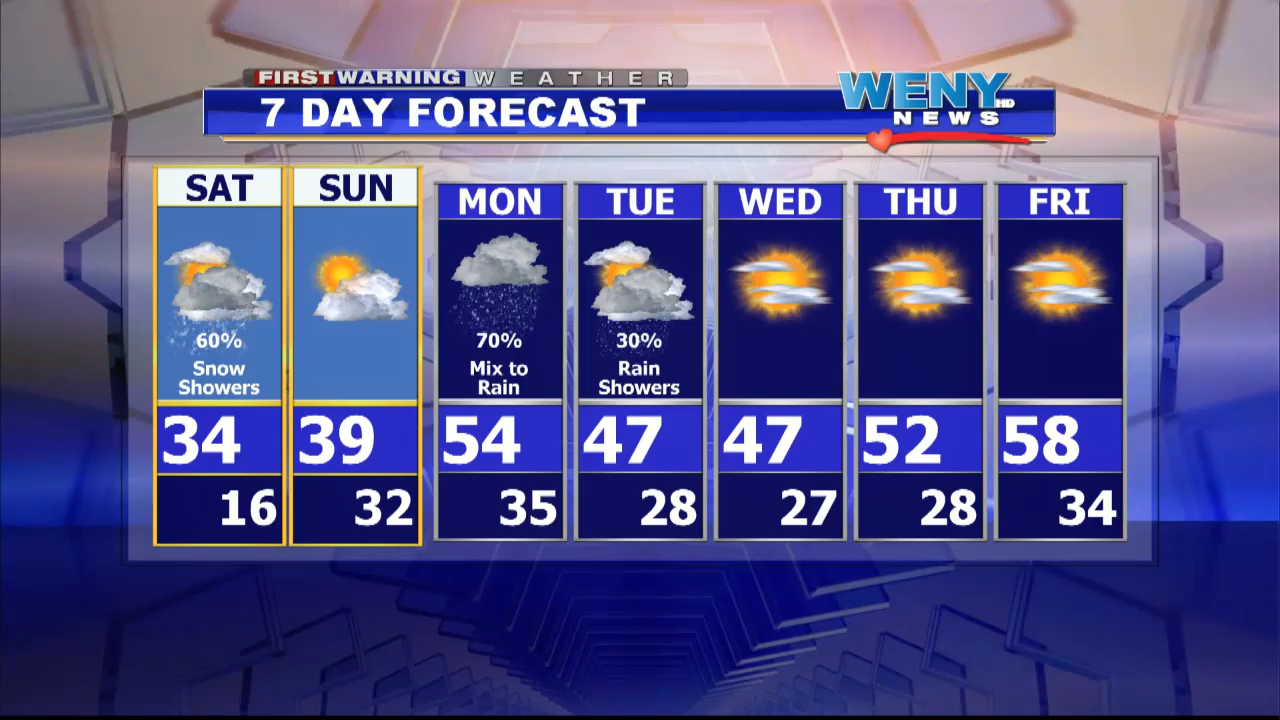 FIRST WARNING WEATHER
7 DAY FORECAST
WENY HD
NEWS
SAT
60%
Snow
Showers
34
16
SUN
39
32
MON
70%
Mix to
Rain
54
35
TUE
30%
Rain
Showers
47
28
WED
47
27
THU
52
28
FRI
58
34